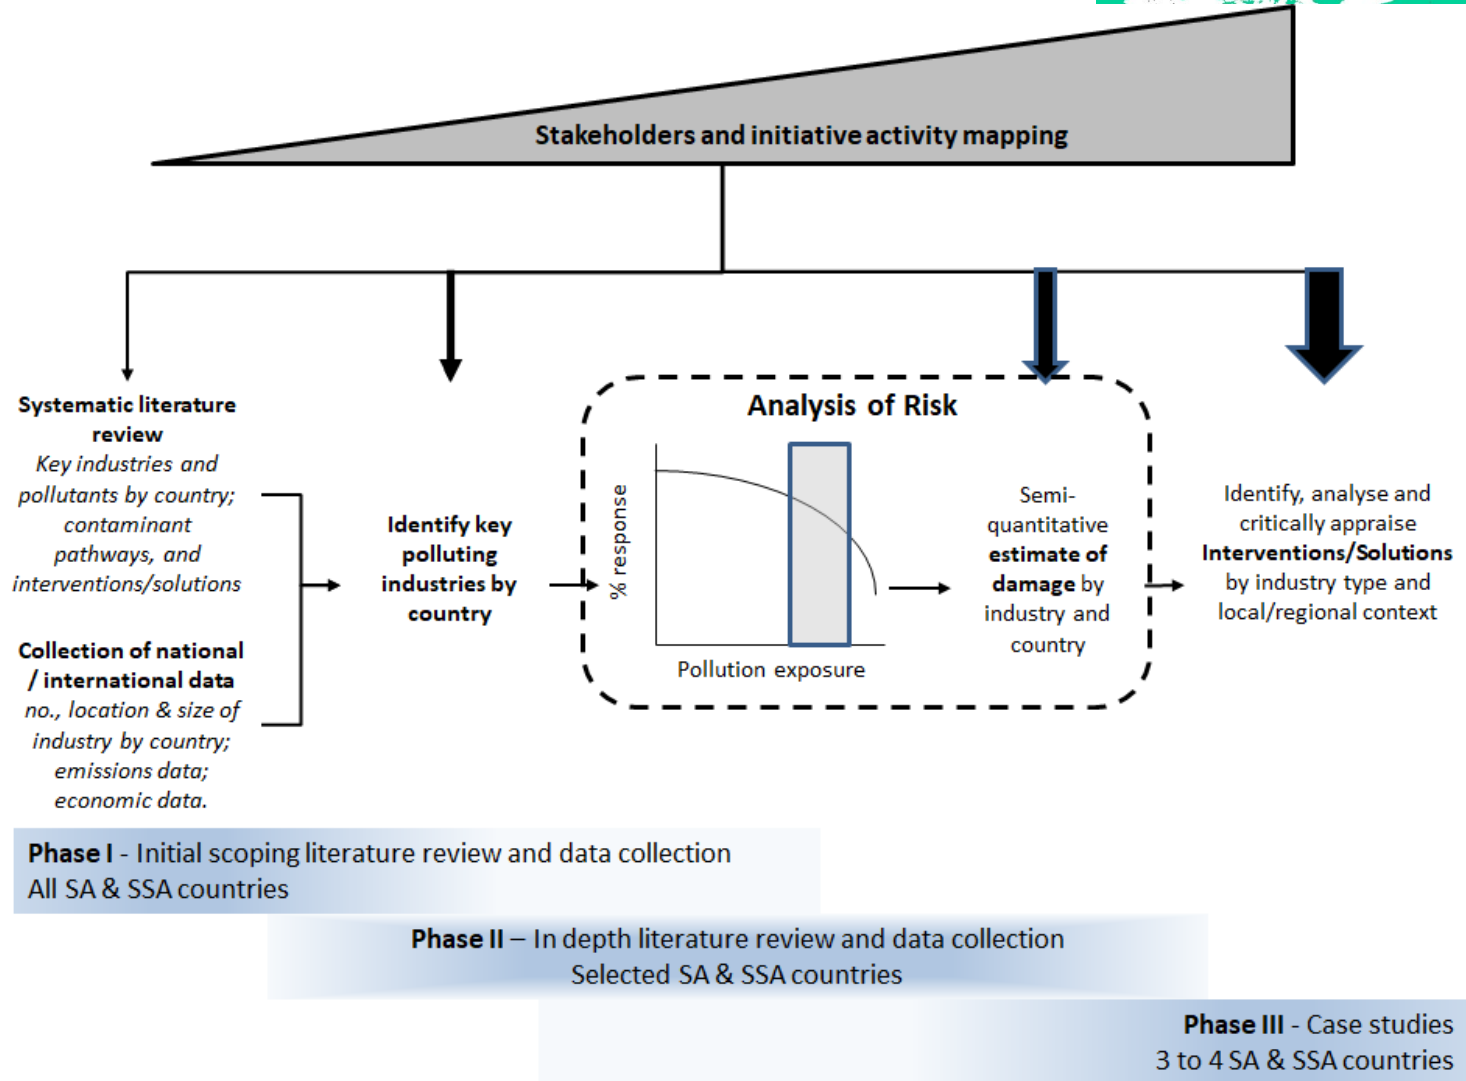 Stakeholders and initiative activity mapping
Systematic literature
review
Key industries and
pollutants by country;
contaminant
pathways, and
interventions/solutions
Collection of national
/ international data
no., location & size of
industry by country;
emissions data;
economic data.
Identify key
polluting
industries by
country
Analysis of Risk
% response
Pollution exposure
Semi-
quantitative
estimate of
damage by
industry and
country
Identify, analyse and
critically appraise
Interventions/Solutions
by industry type and
local/regional context
Phase I - Initial scoping literature review and data collection
All SA & SSA countries
Phase II – In depth literature review and data collection
Selected SA & SSA countries
Phase III - Case studies
3 to 4 SA & SSA countries